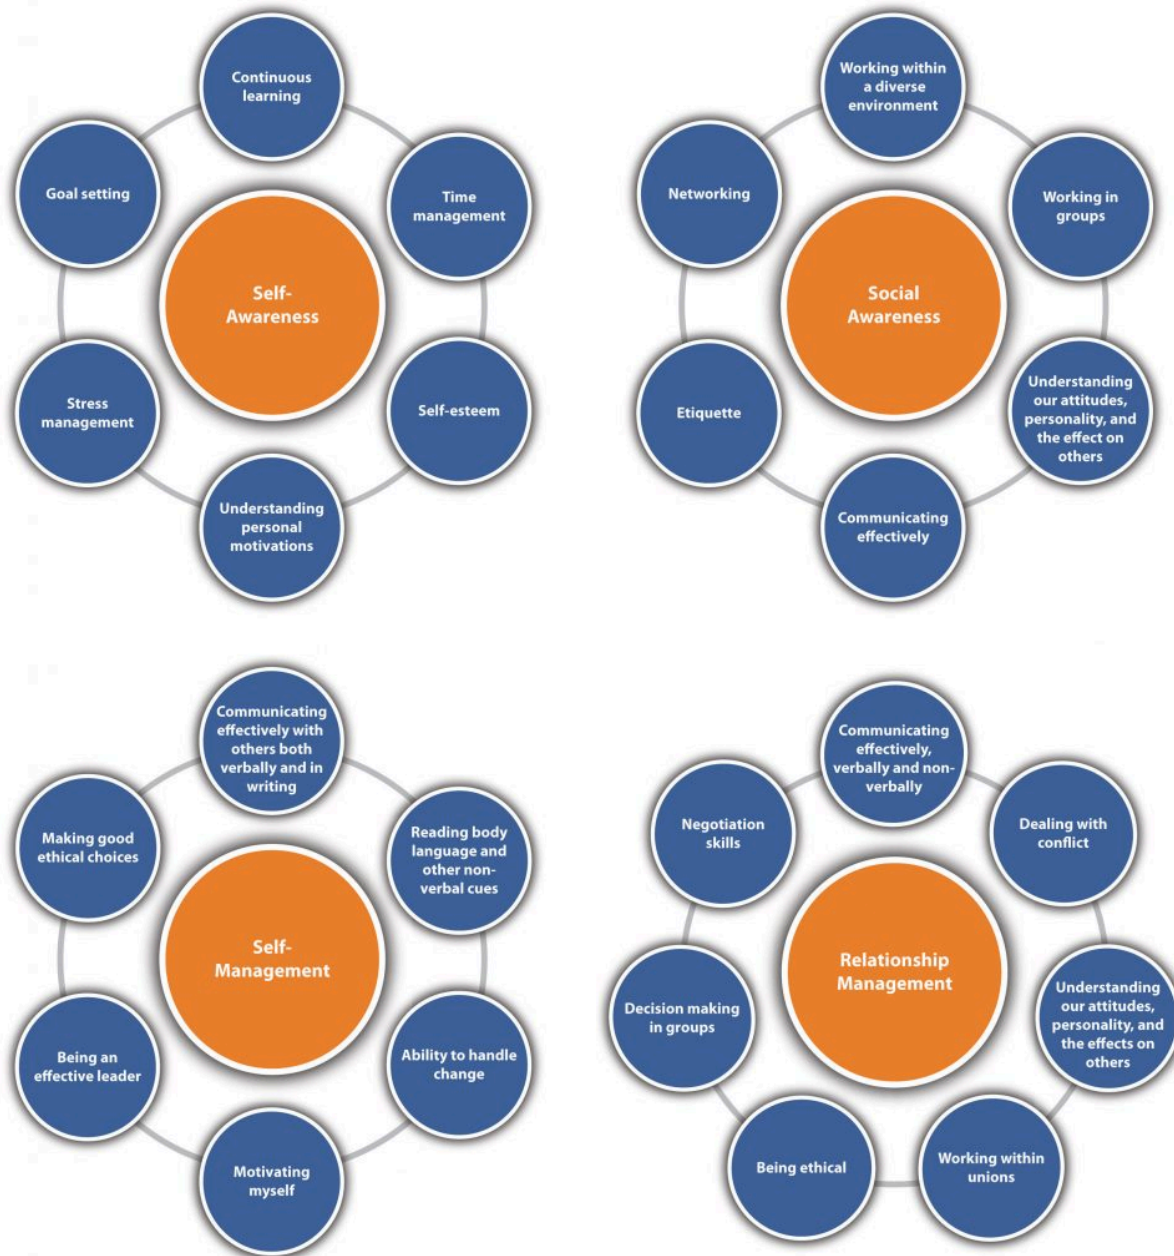 Continuous
learning
Goal setting
Time
management
Self-
Awareness
Stress
management
Self-esteem
Understanding
personal
motivations
Working within
a diverse
environment
Networking
Working in
groups
Social
Awareness
Etiquette
Understanding
our attitudes,
personality, and
the effect on
others
Communicating
effectively
Communicating
effectively with
others both
verbally and in
writing
Making good
ethical choices
Reading body
language and
other non-
verbal cues
Self-
Management
Being an
effective leader
Ability to handle
change
Motivating
myself
Communicating
effectively,
verbally and non-
verbally
Negotiation
skills
Dealing with
conflict
Relationship
Management
Decision making
in groups
Understanding
our attitudes,
personality, and
the effects on
others
Being ethical
Working within
unions